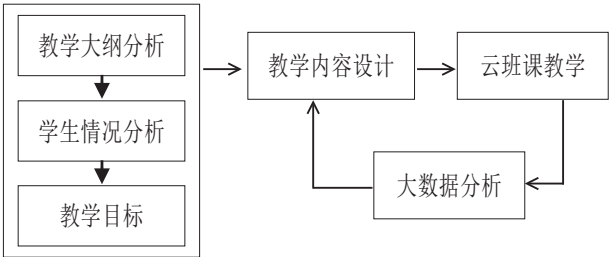 教学大纲分析
学生情况分析
教学目标
教学内容设计
云班课教学
大数据分析